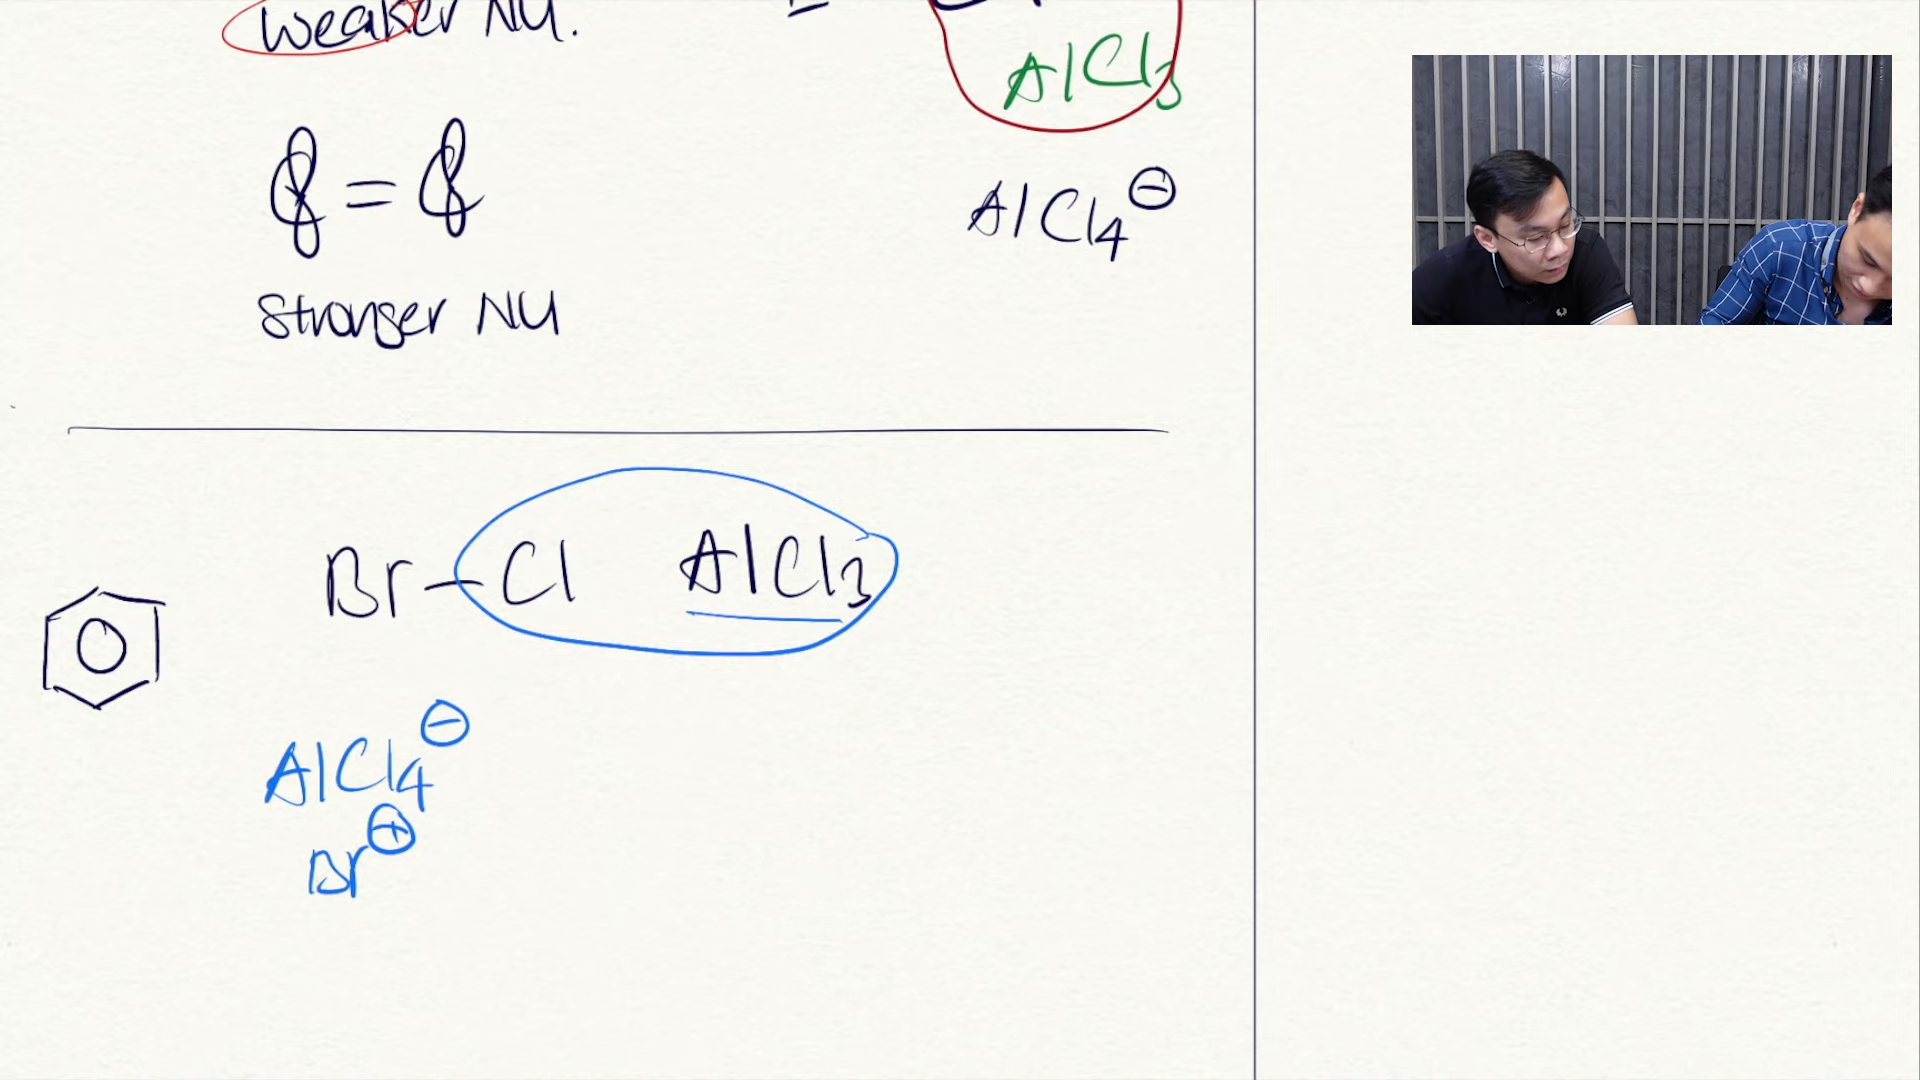 weaker NU.
AlCl3
=
AlCl4⊖
Stronger NU
Br-Cl AlCl3
AlCl4⊖
Br⊕